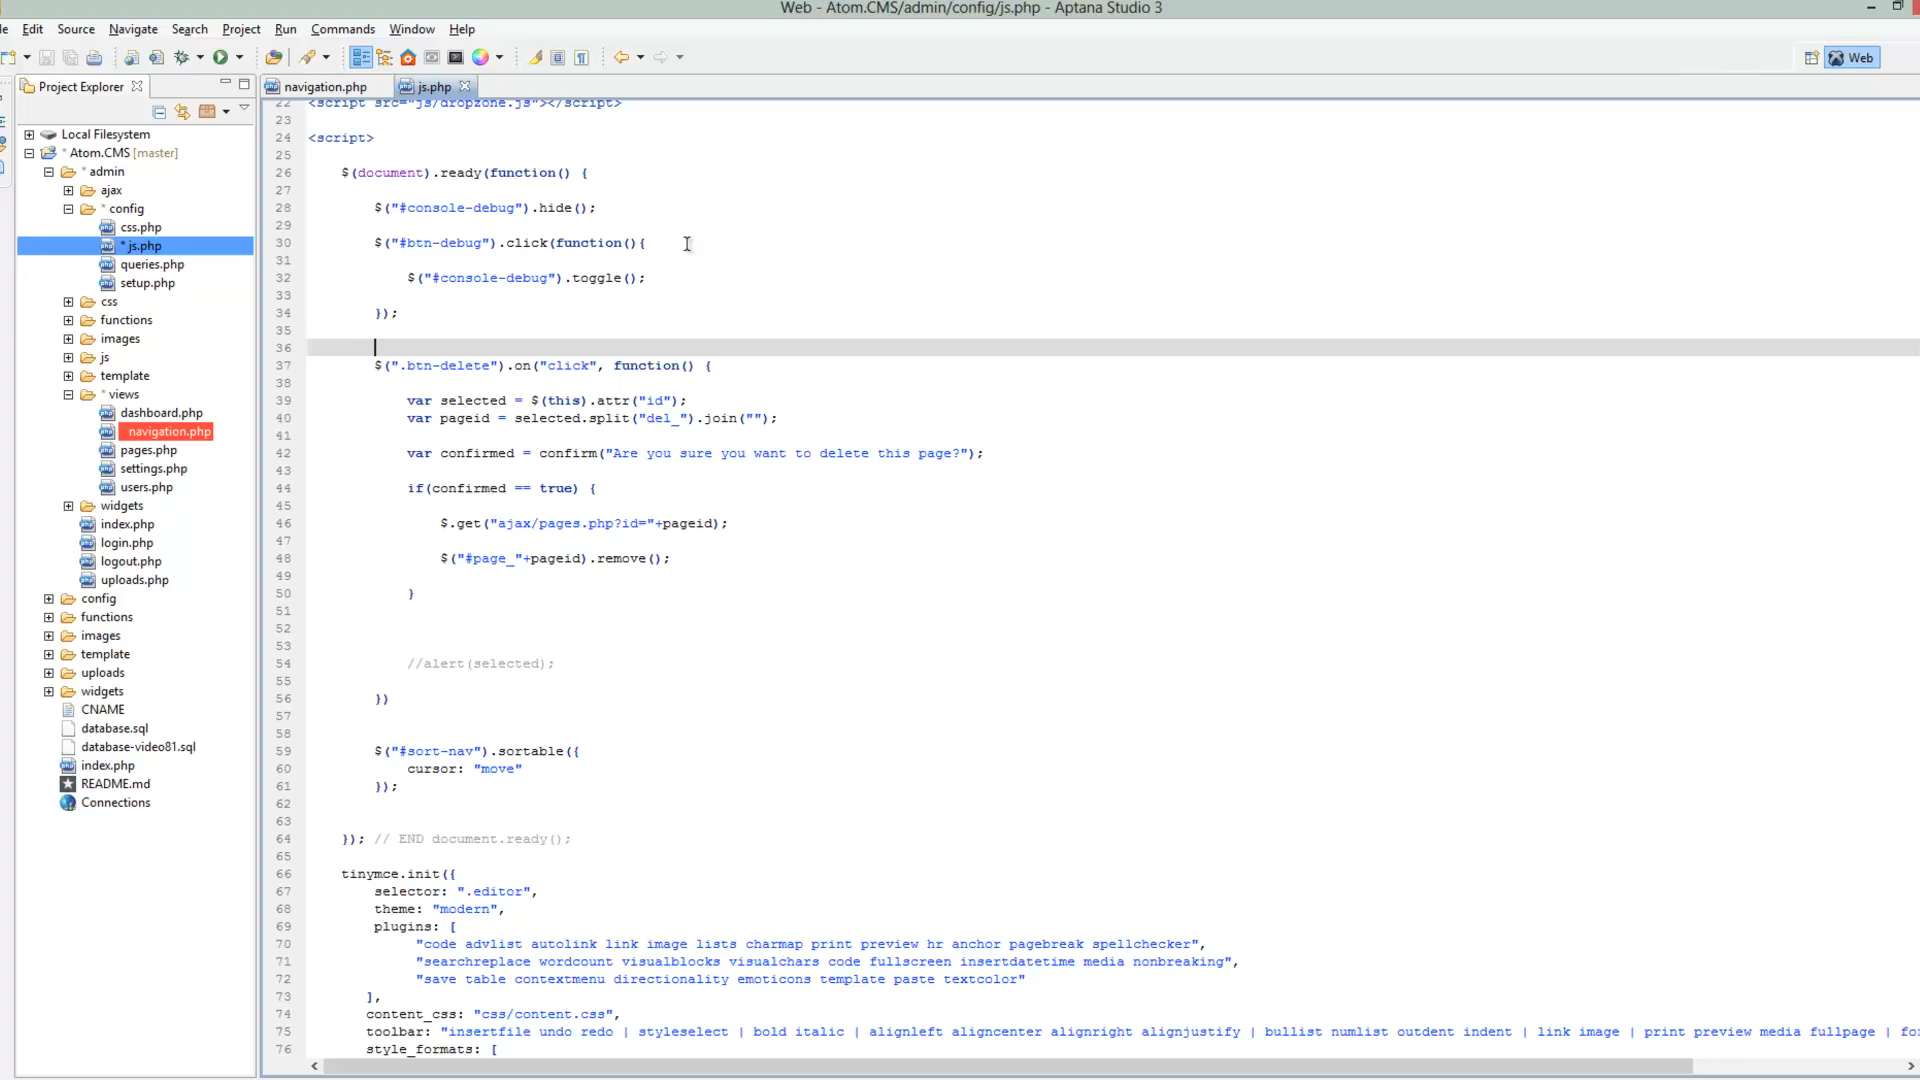 Web - Atom.CMS/admin/config/js.php - Aptana Studio 3
le Edit Source Navigate Search Project Run Commands Window Help
Web
Project Explorer
navigation.php
js.php
Local Filesystem
* Atom.CMS [master]
* admin
ajax
* config
css.php
* js.php
queries.php
setup.php
css
functions
images
js
template
* views
dashboard.php
navigation.php
pages.php
settings.php
users.php
widgets
index.php
login.php
logout.php
uploads.php
config
functions
images
template
uploads
widgets
CNAME
database.sql
database-video81.sql
index.php
README.md
Connections
22 <script src="js/dropzone.js"></script>
23
24 <script>
25
26 $(document).ready(function() {
27
28 $("#console-debug").hide();
29
30 $("#btn-debug").click(function(){
31
32 $("#console-debug").toggle();
33
34 });
35
36
37 $(".btn-delete").on("click", function() {
38
39 var selected = $(this).attr("id");
40 var pageid = selected.split("del_").join("");
41
42 var confirmed = confirm("Are you sure you want to delete this page?");
43
44 if(confirmed == true) {
45
46 $.get("ajax/pages.php?id="+pageid);
47
48 $("#page_"+pageid).remove();
49
50 }
51
52
53
54 //alert(selected);
55
56 })
57
58
59 $("#sort-nav").sortable({
60 cursor: "move"
61 });
62
63
64 }); // END document.ready();
65
66 tinymce.init({
67 selector: ".editor",
68 theme: "modern",
69 plugins: [
70 "code advlist autolink link image lists charmap print preview hr anchor pagebreak spellchecker",
71 "searchreplace wordcount visualblocks visualchars code fullscreen insertdatetime media nonbreaking",
72 "save table contextmenu directionality emoticons template paste textcolor"
73 ],
74 content_css: "css/content.css",
75 toolbar: "insertfile undo redo | styleselect | bold italic | alignleft aligncenter alignright alignjustify | bullist numlist outdent indent | link image | print preview media fullpage | fo
76 style_formats: [